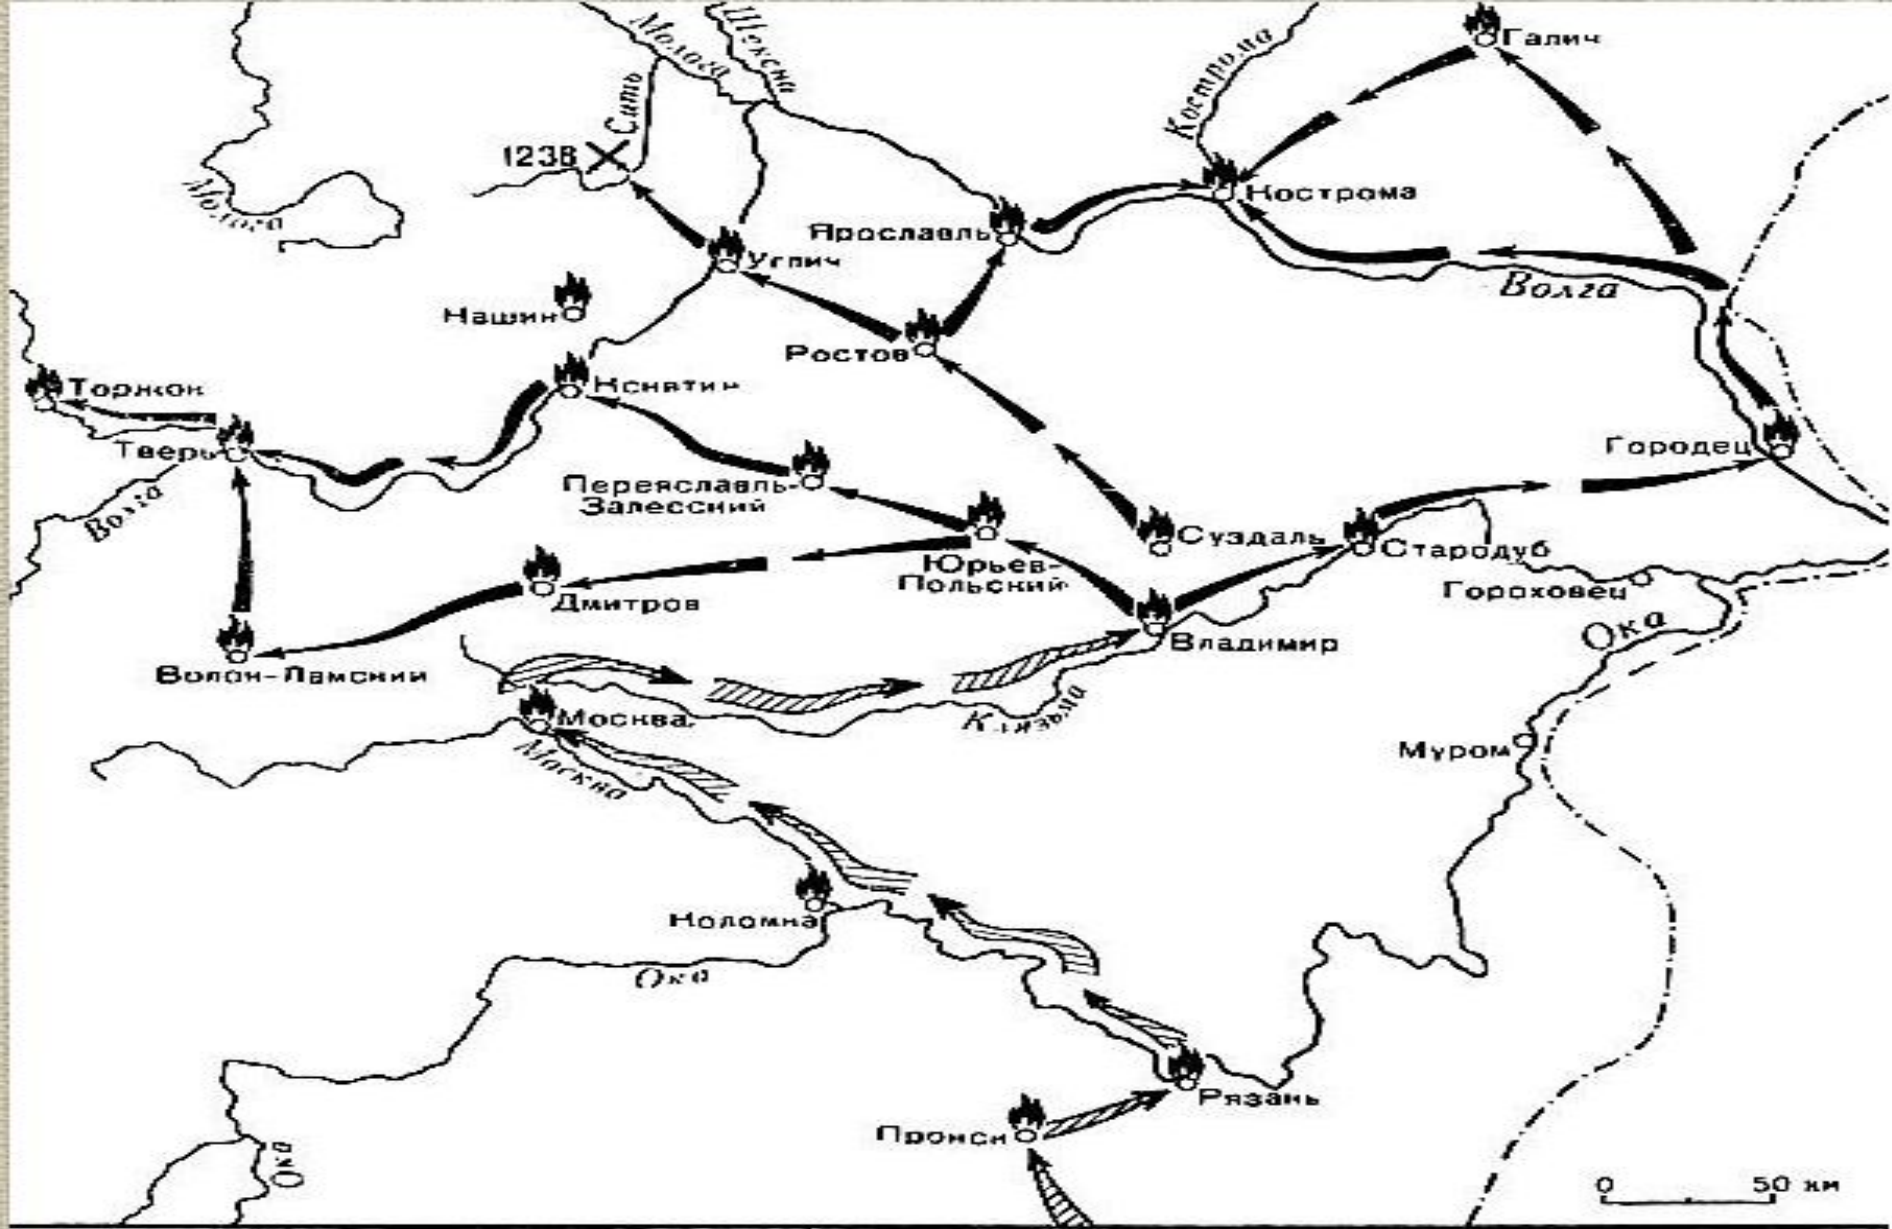 Молога
Шексна
Кострома
Галич
Сить
1238
Молога
Кострома
Ярославль
Углич
Волга
Кашин
Ростов
Торжок
Кснятин
Тверь
Городец
Волга
Переяславль-
Залесский
Суздаль
Стародуб
Юрьев-
Польский
Гороховец
Дмитров
Ока
Владимир
Волок-Ламский
Клязьма
Москва
Москва
Муром
Коломна
Ока
Рязань
Пронск
Ока
0 50 км